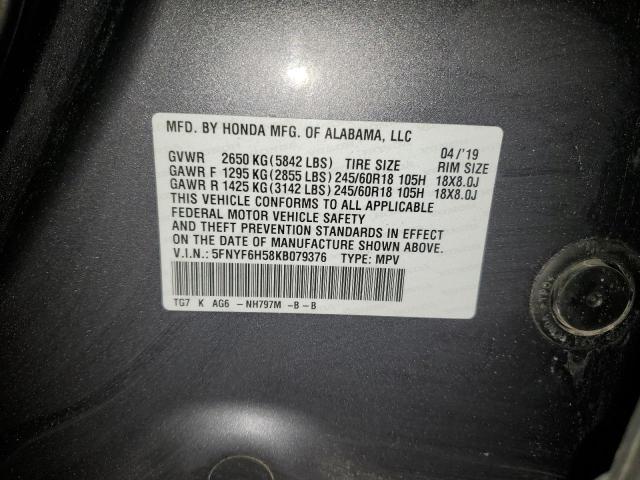 MFD. BY HONDA MFG. OF ALABAMA, LLC
04/'19
GVWR 2650 KG(5842 LBS) TIRE SIZE RIM SIZE
GAWR F 1295 KG(2855 LBS) 245/60R18 105H 18X8.0J
GAWR R 1425 KG(3142 LBS) 245/60R18 105H 18X8.0J
THIS VEHICLE CONFORMS TO ALL APPLICABLE
FEDERAL MOTOR VEHICLE SAFETY
AND THEFT PREVENTION STANDARDS IN EFFECT
ON THE DATE OF MANUFACTURE SHOWN ABOVE.
V.I.N.: 5FNYF6H58KB079376 TYPE: MPV
TG7 K AG6 - NH797M -B-B